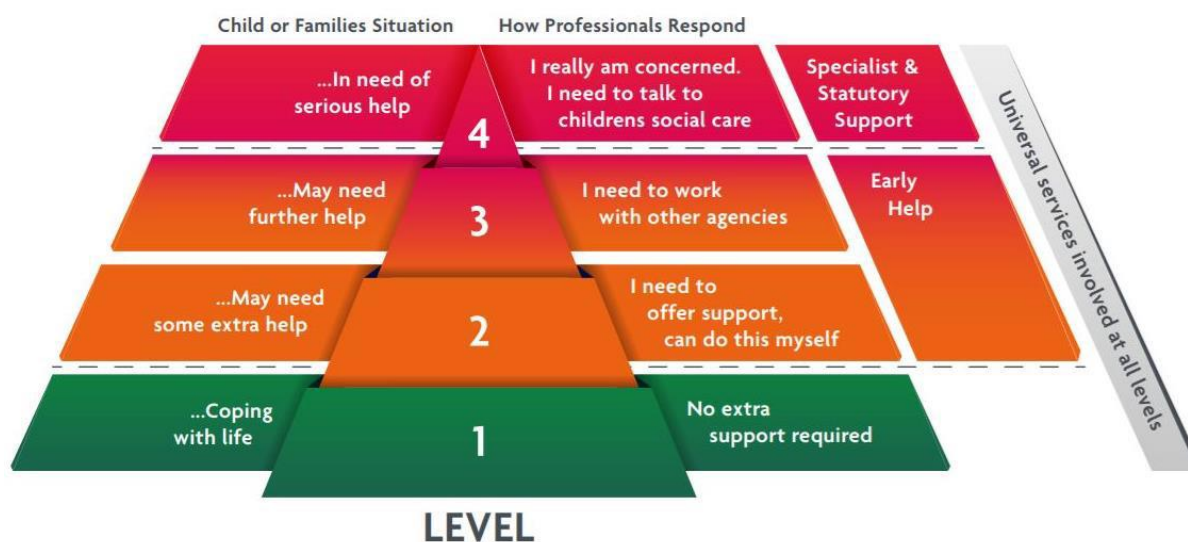 Child or Families Situation
How Professionals Respond
...In need of
serious help
4
I really am concerned.
I need to talk to
childrens social care
Specialist &
Statutory
Support
...May need
further help
3
I need to work
with other agencies
Early
Help
...May need
some extra help
2
I need to
offer support,
can do this myself
...Coping
with life
1
No extra
support required
Universal services involved at all levels
LEVEL